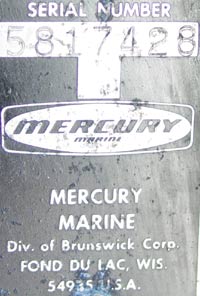 SERIAL NUMBER
5817428
MERCURY
MARINE
MERCURY
MARINE
Div. of Brunswick Corp.
FOND DU LAC, WIS.
54935 U.S.A.